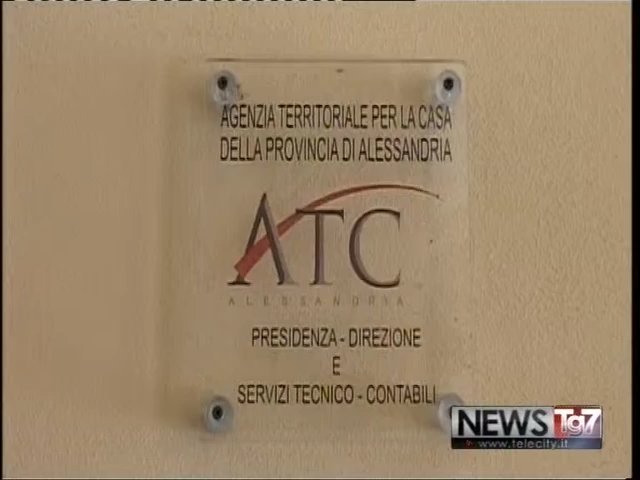 AGENZIA TERRITORIALE PER LA CASA
DELLA PROVINCIA DI ALESSANDRIA
ATC
ALESSANDRIA
PRESIDENZA - DIREZIONE
E
SERVIZI TECNICO - CONTABILI
NEWS Tg7
www.telecity.it